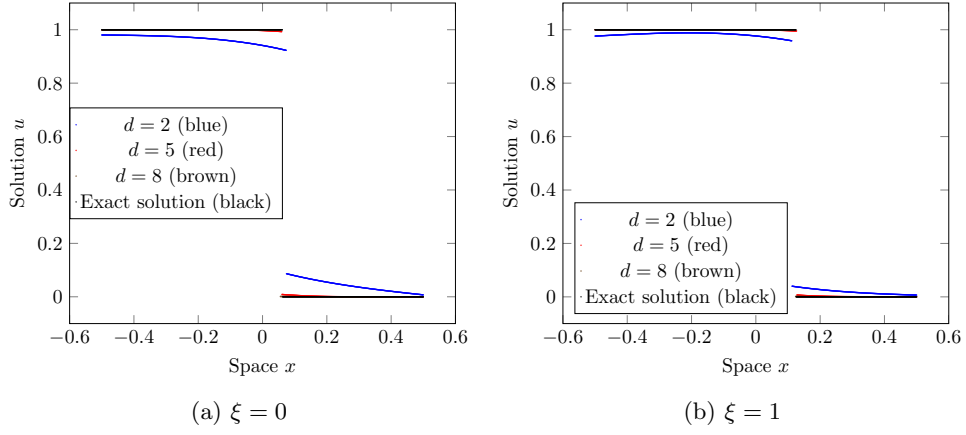 1
0.8
0.6
0.4
0.2
0
Solution u
d = 2 (blue)
d = 5 (red)
d = 8 (brown)
Exact solution (black)
−0.6 −0.4 −0.2 0 0.2 0.4 0.6
Space x
(a) ξ = 0
1
0.8
0.6
0.4
0.2
0
Solution u
d = 2 (blue)
d = 5 (red)
d = 8 (brown)
Exact solution (black)
−0.6 −0.4 −0.2 0 0.2 0.4 0.6
Space x
(b) ξ = 1